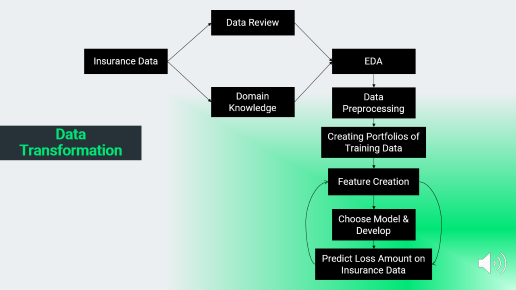 Data Review
Insurance Data
EDA
Domain
Knowledge
Data
Preprocessing
Data
Transformation
Creating Portfolios of
Training Data
Feature Creation
Choose Model &
Develop
Predict Loss Amount on
Insurance Data